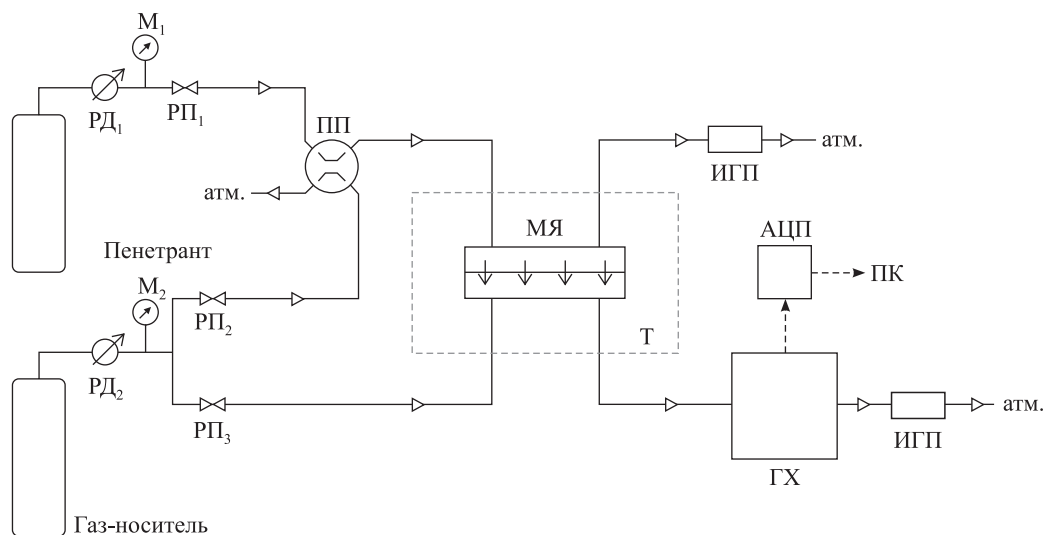 М₁
РД₁
РП₁
ПП
атм.
ИГП
атм.
МЯ
АЦП
ПК
Пенетрант
М₂
РП₂
РД₂
Т
РП₃
атм.
ИГП
ГХ
Газ-носитель